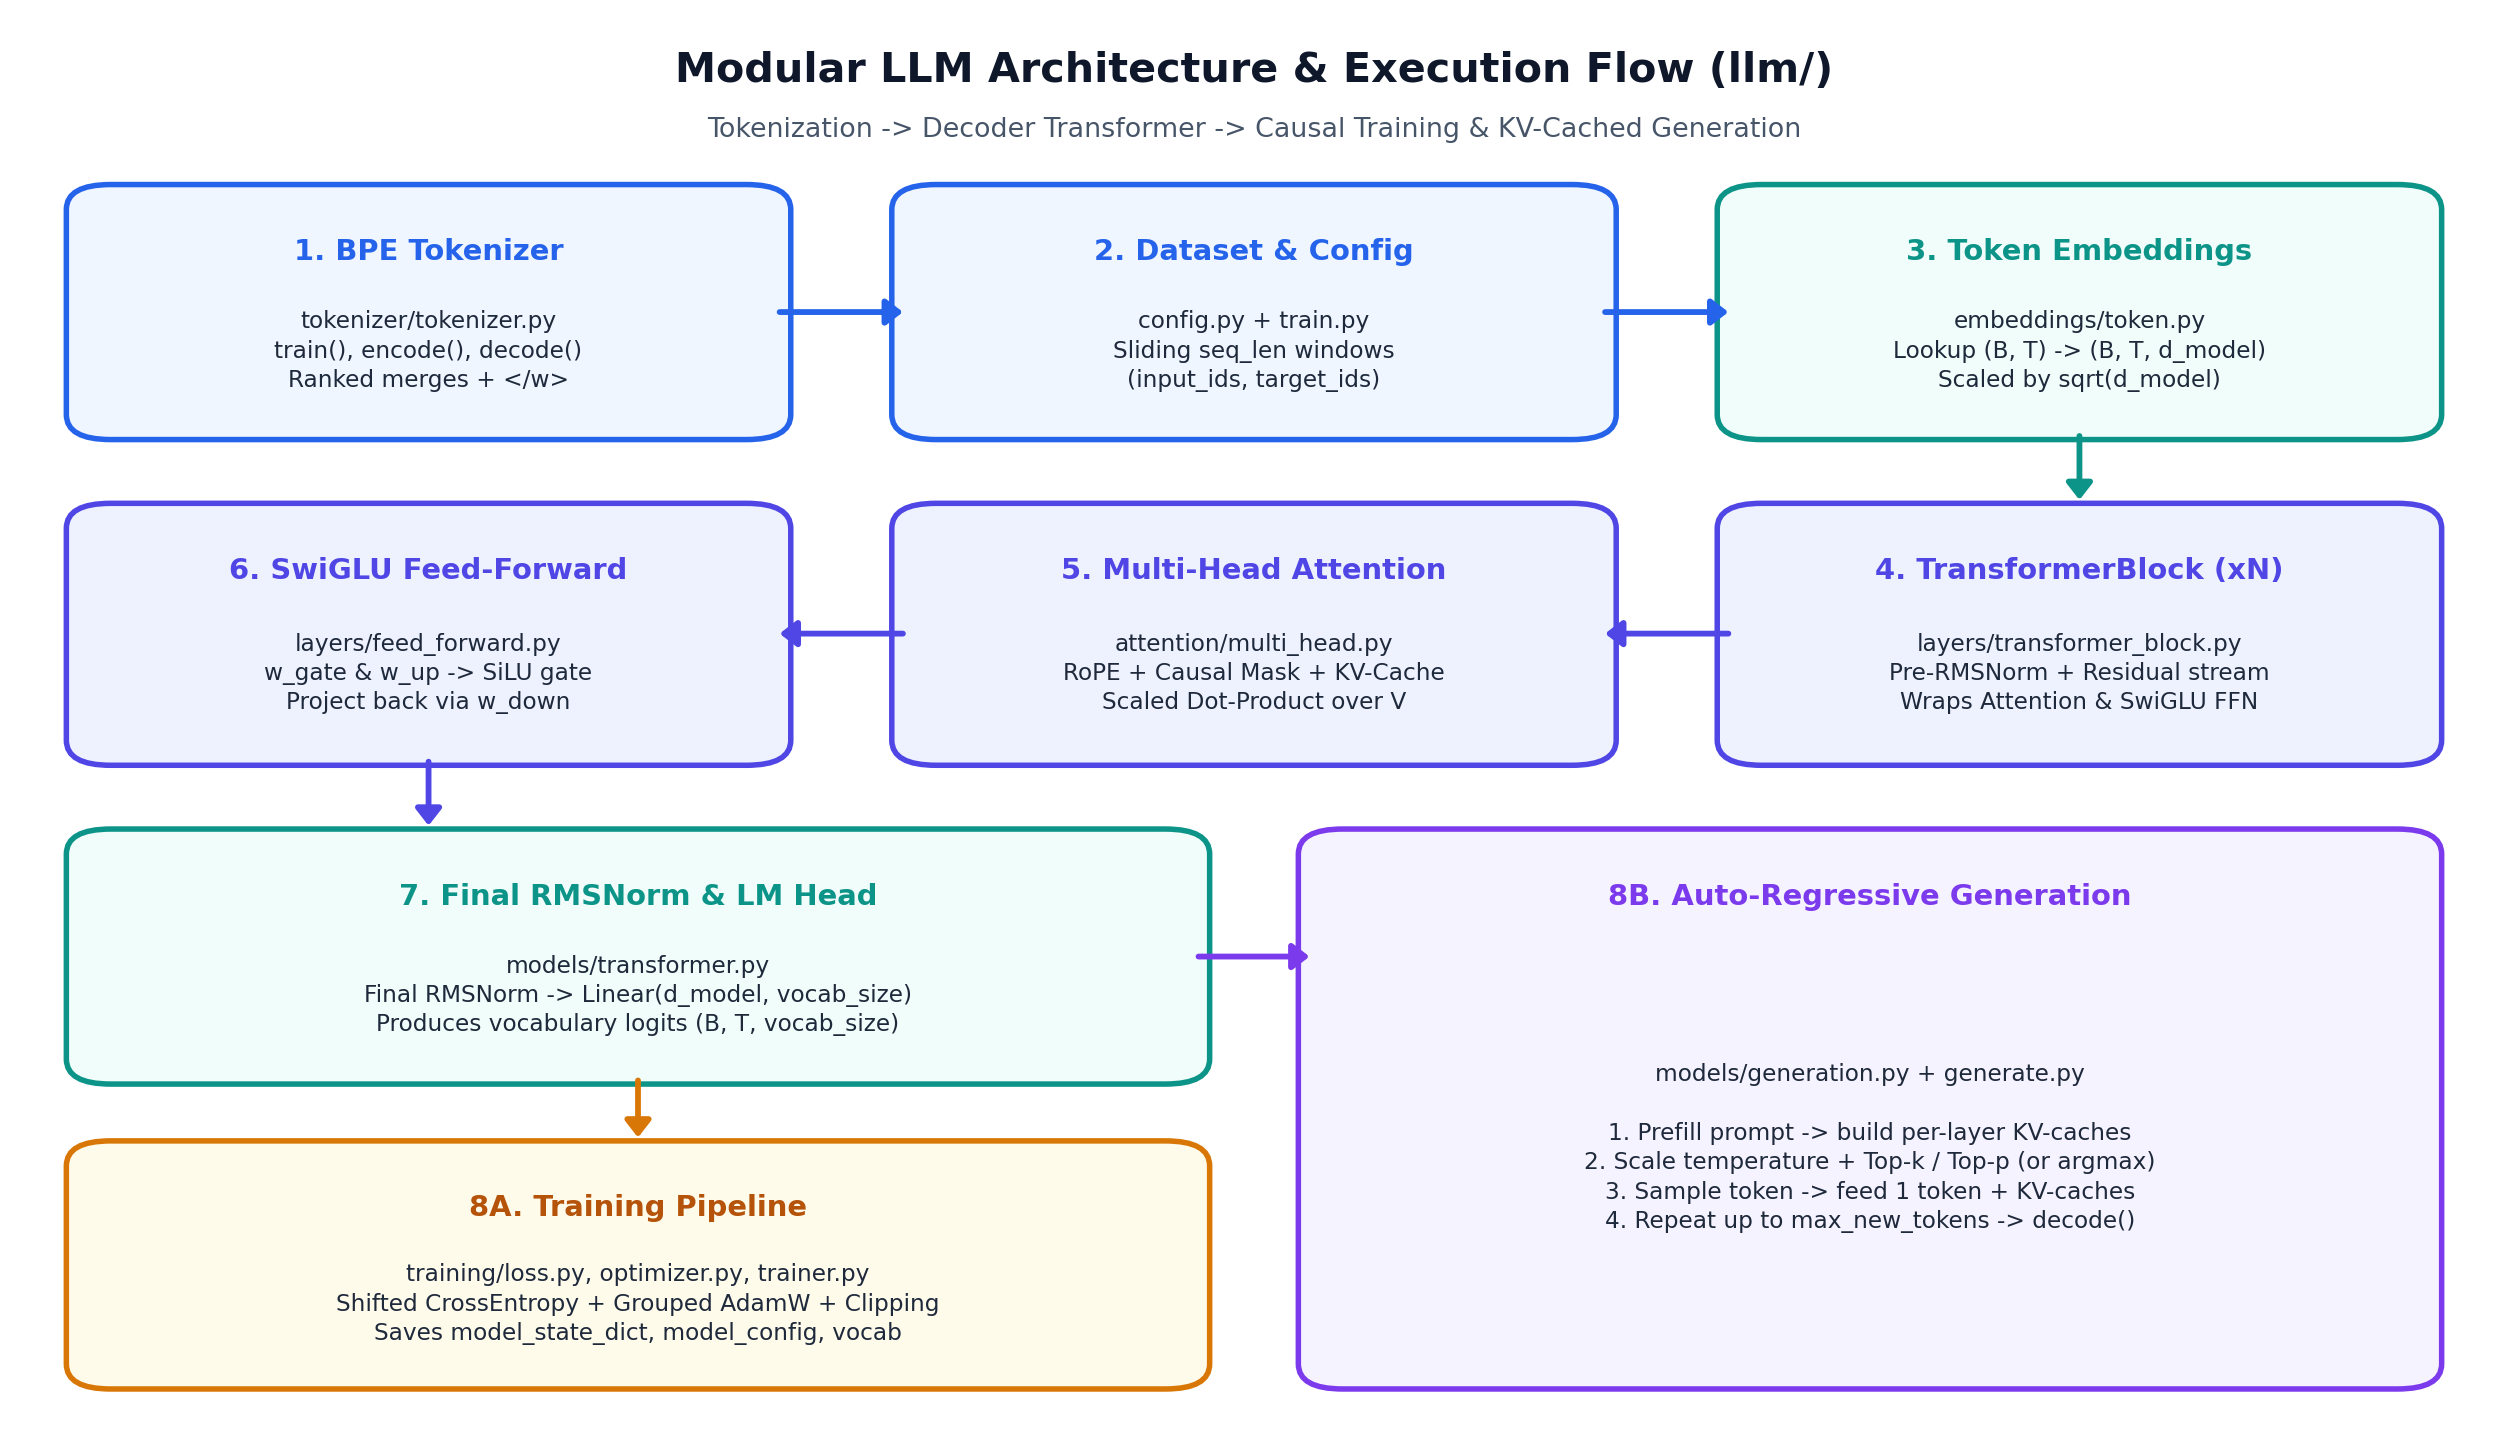 Modular LLM Architecture & Execution Flow (llm/)
Tokenization -> Decoder Transformer -> Causal Training & KV-Cached Generation
1. BPE Tokenizer
tokenizer/tokenizer.py
train(), encode(), decode()
Ranked merges + </w>
2. Dataset & Config
config.py + train.py
Sliding seq_len windows
(input_ids, target_ids)
3. Token Embeddings
embeddings/token.py
Lookup (B, T) -> (B, T, d_model)
Scaled by sqrt(d_model)
4. TransformerBlock (xN)
layers/transformer_block.py
Pre-RMSNorm + Residual stream
Wraps Attention & SwiGLU FFN
5. Multi-Head Attention
attention/multi_head.py
RoPE + Causal Mask + KV-Cache
Scaled Dot-Product over V
6. SwiGLU Feed-Forward
layers/feed_forward.py
w_gate & w_up -> SiLU gate
Project back via w_down
7. Final RMSNorm & LM Head
models/transformer.py
Final RMSNorm -> Linear(d_model, vocab_size)
Produces vocabulary logits (B, T, vocab_size)
8A. Training Pipeline
training/loss.py, optimizer.py, trainer.py
Shifted CrossEntropy + Grouped AdamW + Clipping
Saves model_state_dict, model_config, vocab
8B. Auto-Regressive Generation
models/generation.py + generate.py
1. Prefill prompt -> build per-layer KV-caches
2. Scale temperature + Top-k / Top-p (or argmax)
3. Sample token -> feed 1 token + KV-caches
4. Repeat up to max_new_tokens -> decode()